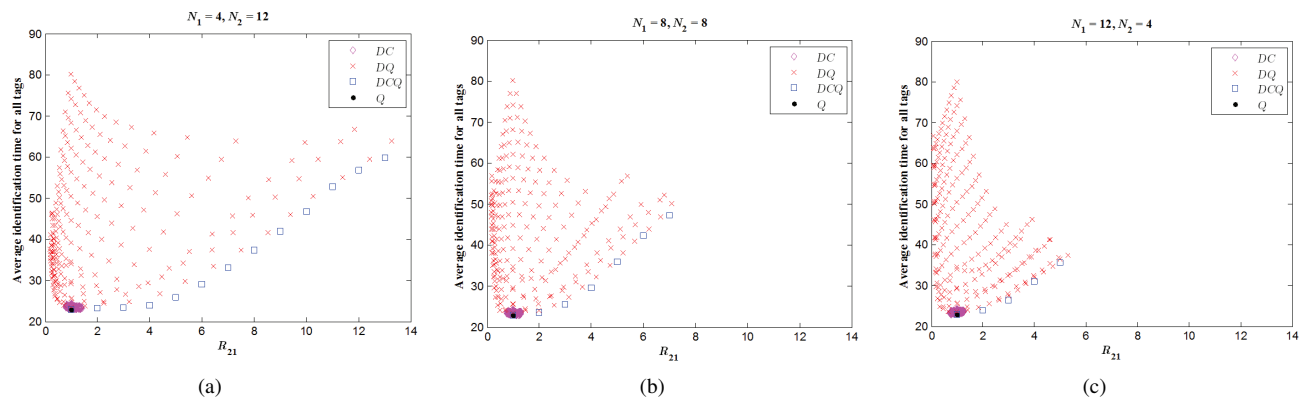 N₁ = 4, N₂ = 12
Average identification time for all tags
90
80
70
60
50
40
30
20
0 2 4 6 8 10 12 14
R₂₁
DC
DQ
DCQ
Q
(a)
N₁ = 8, N₂ = 8
Average identification time for all tags
90
80
70
60
50
40
30
20
0 2 4 6 8 10 12 14
R₂₁
DC
DQ
DCQ
Q
(b)
N₁ = 12, N₂ = 4
Average identification time for all tags
90
80
70
60
50
40
30
20
0 2 4 6 8 10 12 14
R₂₁
DC
DQ
DCQ
Q
(c)